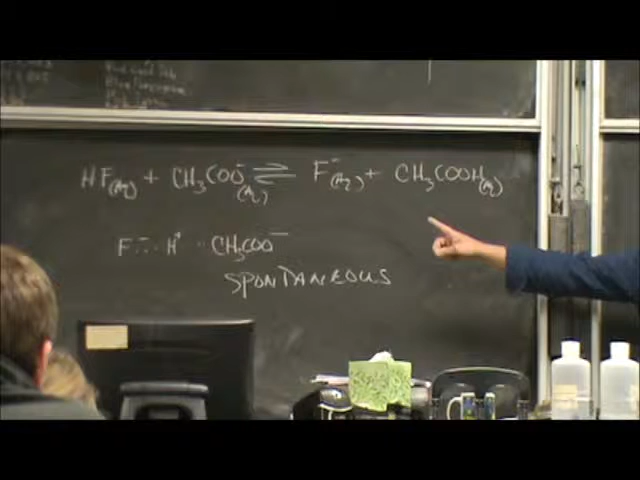 HF(aq) + CH₃COO⁻(aq) ⇌ F⁻(aq) + CH₃COOH(aq)
F⁻ ··· H⁺ ·· CH₃COO⁻
SPONTANEOUS